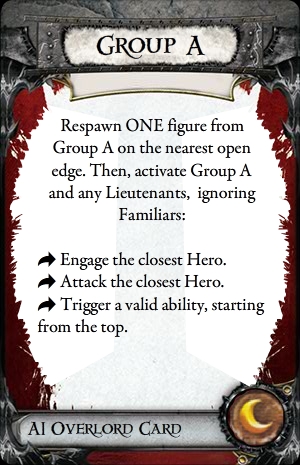 Group A
Respawn ONE figure from
Group A on the nearest open
edge. Then, activate Group A
and any Lieutenants, ignoring
Familiars:
Engage the closest Hero.
Attack the closest Hero.
Trigger a valid ability, starting
from the top.
AI Overlord Card